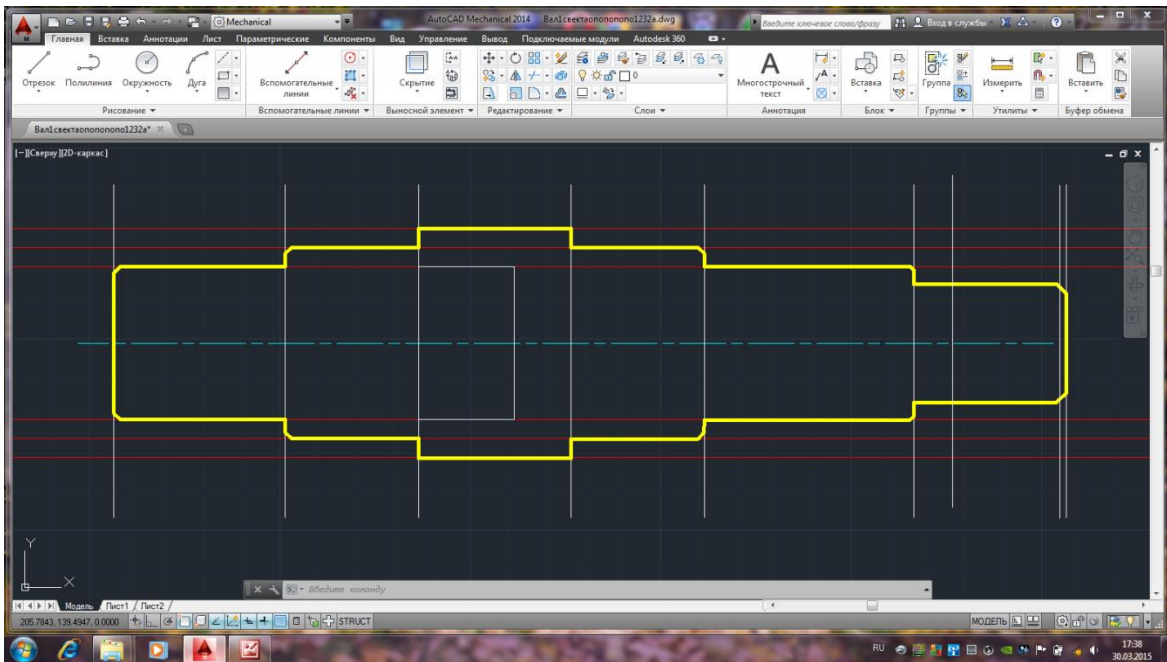 Mechanical
AutoCAD Mechanical 2014 Вал1свектаопопопоno1232a.dwg
Введите ключевое слово/фразу
Вход в службы
Главная Вставка Аннотации Лист Параметрические Компоненты Вид Управление Вывод Подключаемые модули Autodesk 360
Отрезок Полилиния Окружность Дуга Вспомогательные линии Скрытие 0 Многострочный текст Вставка Группа Измерить Вставить
Рисование Вспомогательные линии Выносной элемент Редактирование Слои Аннотация Блок Группы Утилиты Буфер обмена
Вал1свектаопопопопо1232a*
[−][Сверху][2D-каркас]
Y
X
Введите команду
Модель Лист1 Лист2
205.7843, 139.4947, 0.0000 STRUCT МОДЕЛЬ
RU 17:38
30.03.2015